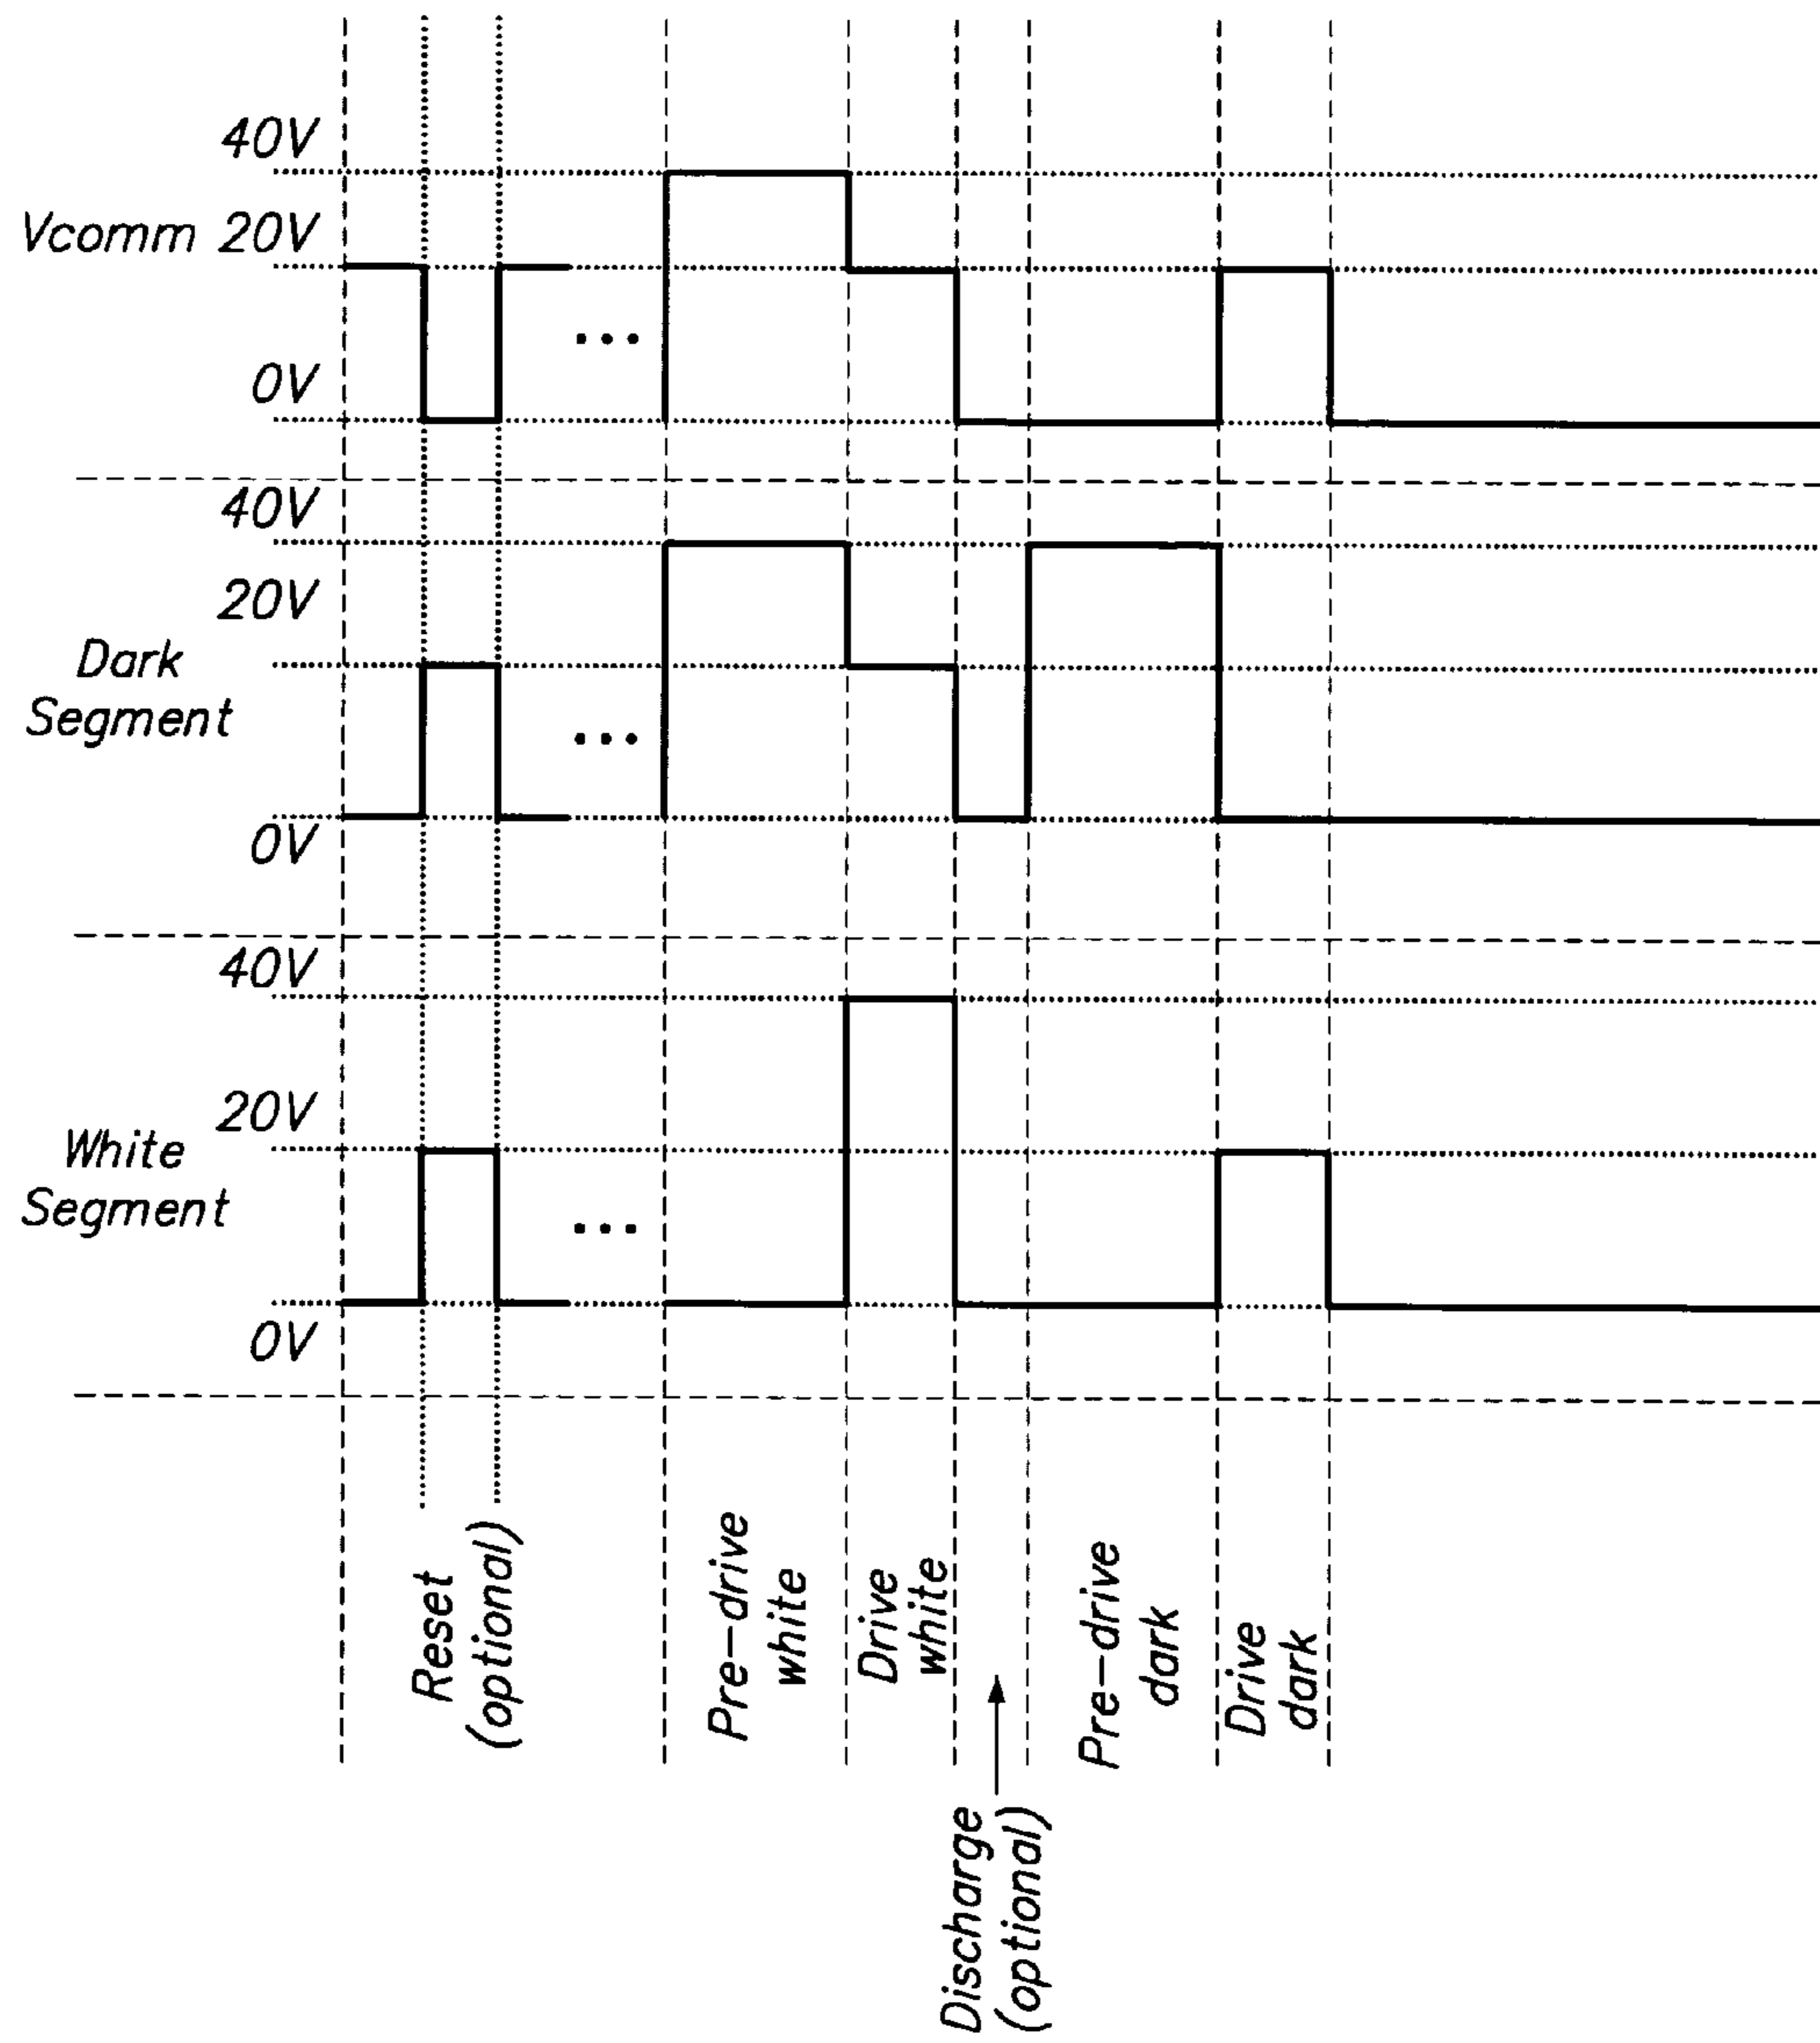 40V
Vcomm 20V
0V
40V
20V
Dark
Segment
0V
40V
20V
White
Segment
0V
Reset
(optional)
Pre-drive
white
Drive
white
Discharge
(optional)
Pre-drive
dark
Drive
dark